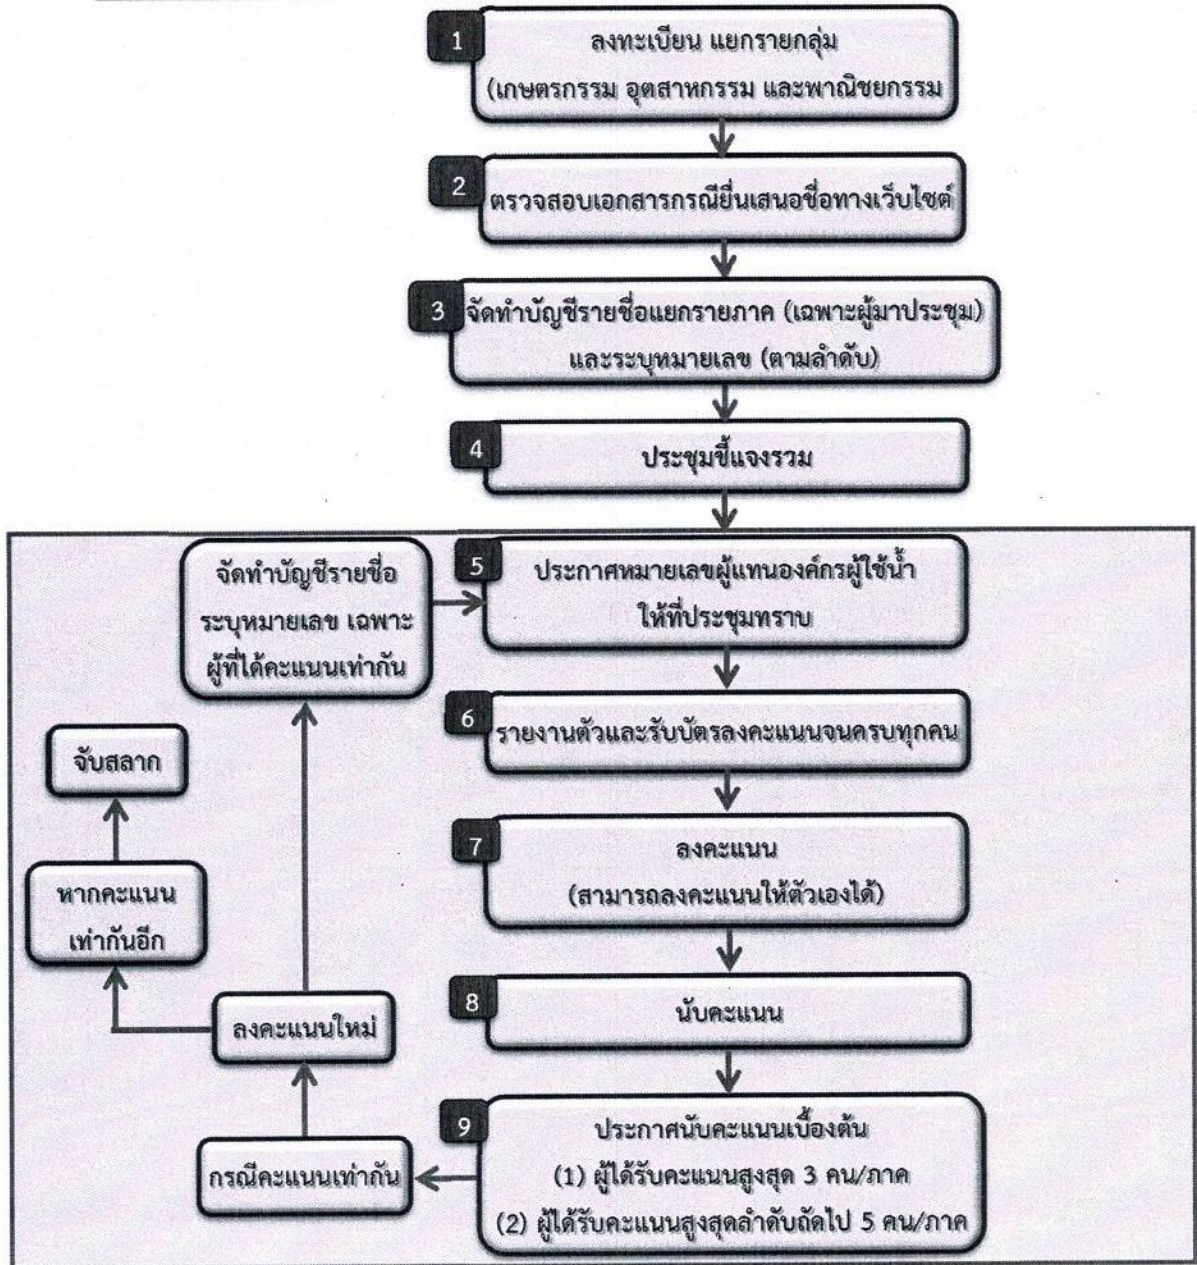 1
ลงทะเบียน แยกรายกลุ่ม
(เกษตรกรรม อุตสาหกรรม และพาณิชยกรรม
2
ตรวจสอบเอกสารกรณียื่นเสนอชื่อทางเว็บไซต์
3
จัดทำบัญชีรายชื่อแยกรายภาค (เฉพาะผู้มาประชุม)
และระบุหมายเลข (ตามลำดับ)
4
ประชุมชี้แจงรวม
5
ประกาศหมายเลขผู้แทนองค์กรผู้ใช้น้ำ
ให้ที่ประชุมทราบ
จัดทำบัญชีรายชื่อ
ระบุหมายเลข เฉพาะ
ผู้ที่ได้คะแนนเท่ากัน
6
รายงานตัวและรับบัตรลงคะแนนจนครบทุกคน
จับสลาก
7
ลงคะแนน
(สามารถลงคะแนนให้ตัวเองได้)
หากคะแนน
เท่ากันอีก
8
นับคะแนน
ลงคะแนนใหม่
9
ประกาศนับคะแนนเบื้องต้น
(1) ผู้ได้รับคะแนนสูงสุด 3 คน/ภาค
(2) ผู้ได้รับคะแนนสูงสุดลำดับถัดไป 5 คน/ภาค
กรณีคะแนนเท่ากัน